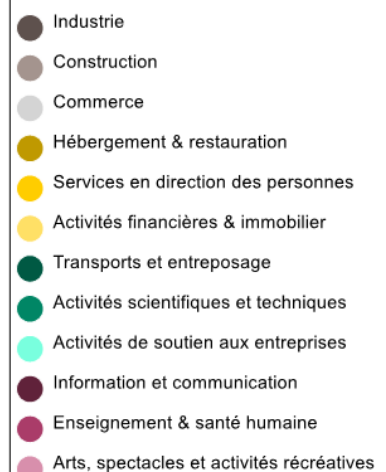 Industrie
Construction
Commerce
Hébergement & restauration
Services en direction des personnes
Activités financières & immobilier
Transports et entreposage
Activités scientifiques et techniques
Activités de soutien aux entreprises
Information et communication
Enseignement & santé humaine
Arts, spectacles et activités récréatives